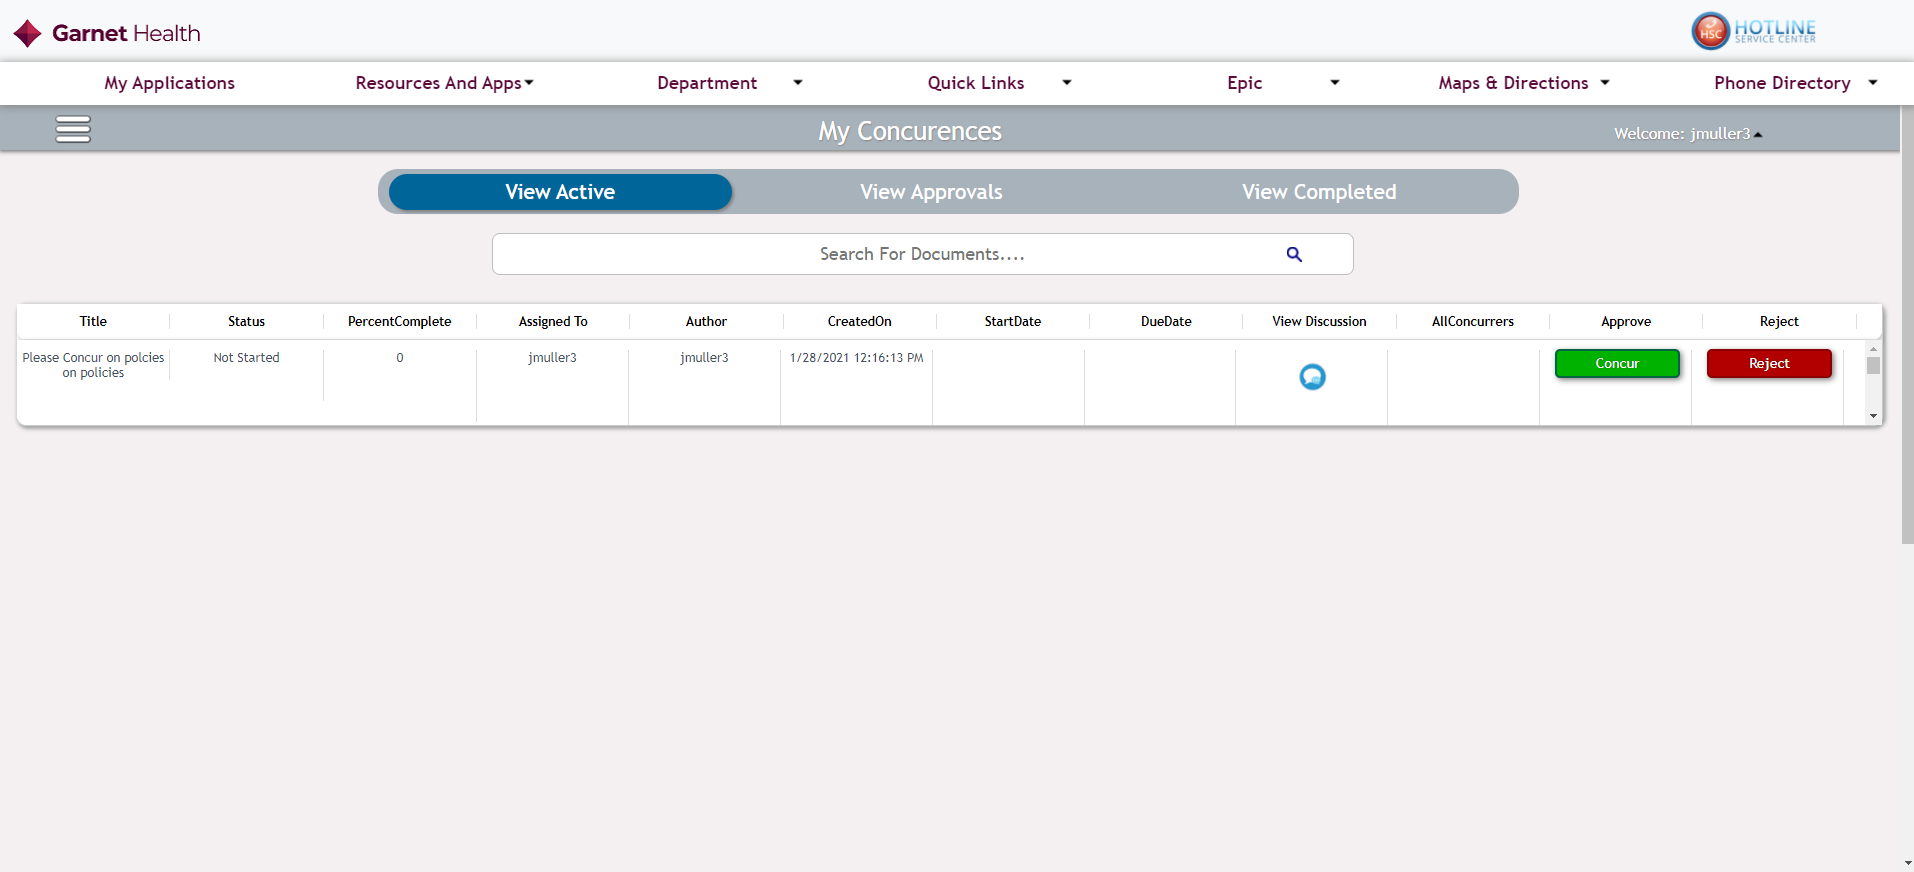 Garnet Health
HSC HOTLINE
SERVICE CENTER
My Applications Resources And Apps Department Quick Links Epic Maps & Directions Phone Directory
My Concurences
Welcome: jmuller3
View Active View Approvals View Completed
Search For Documents....
Title Status PercentComplete Assigned To Author CreatedOn StartDate DueDate View Discussion AllConcurrers Approve Reject
Please Concur on polcies Not Started 0 jmuller3 jmuller3 1/28/2021 12:16:13 PM Concur Reject
on policies